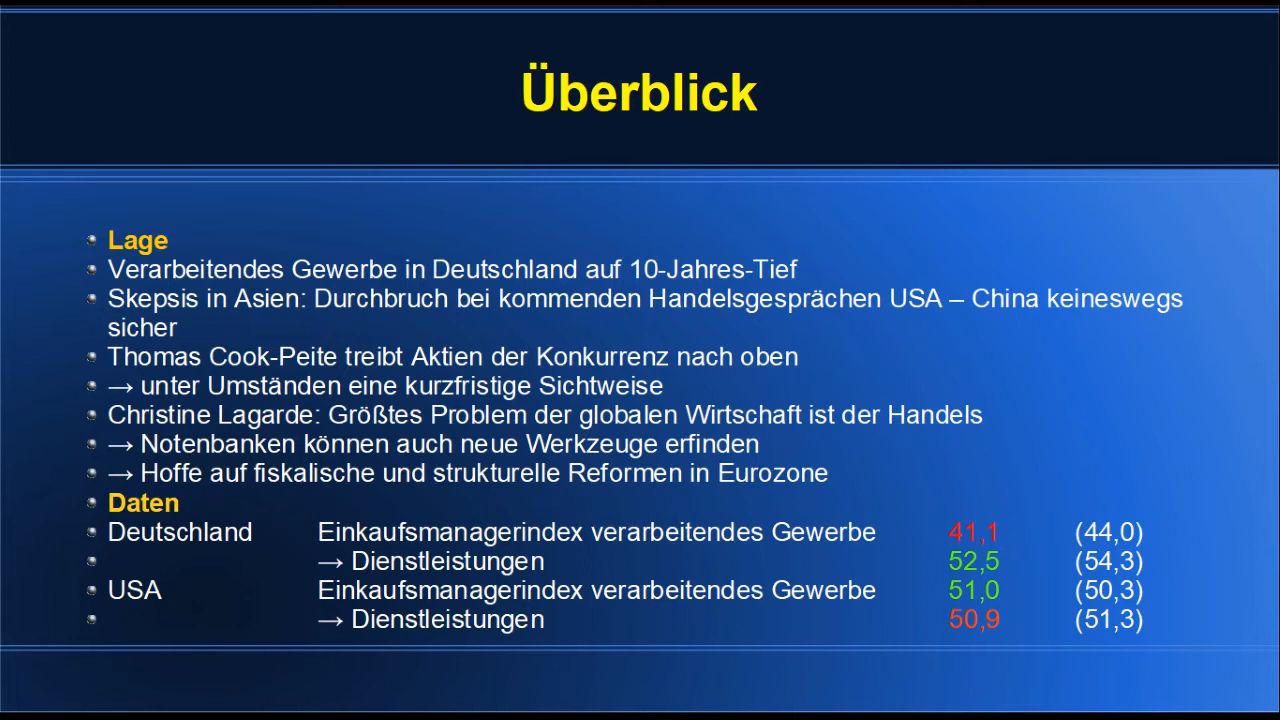 Überblick
Lage
Verarbeitendes Gewerbe in Deutschland auf 10-Jahres-Tief
Skepsis in Asien: Durchbruch bei kommenden Handelsgesprächen USA – China keineswegs
sicher
Thomas Cook-Peite treibt Aktien der Konkurrenz nach oben
→ unter Umständen eine kurzfristige Sichtweise
Christine Lagarde: Größtes Problem der globalen Wirtschaft ist der Handels
→ Notenbanken können auch neue Werkzeuge erfinden
→ Hoffe auf fiskalische und strukturelle Reformen in Eurozone
Daten
Deutschland Einkaufsmanagerindex verarbeitendes Gewerbe 41,1 (44,0)
→ Dienstleistungen 52,5 (54,3)
USA Einkaufsmanagerindex verarbeitendes Gewerbe 51,0 (50,3)
→ Dienstleistungen 50,9 (51,3)